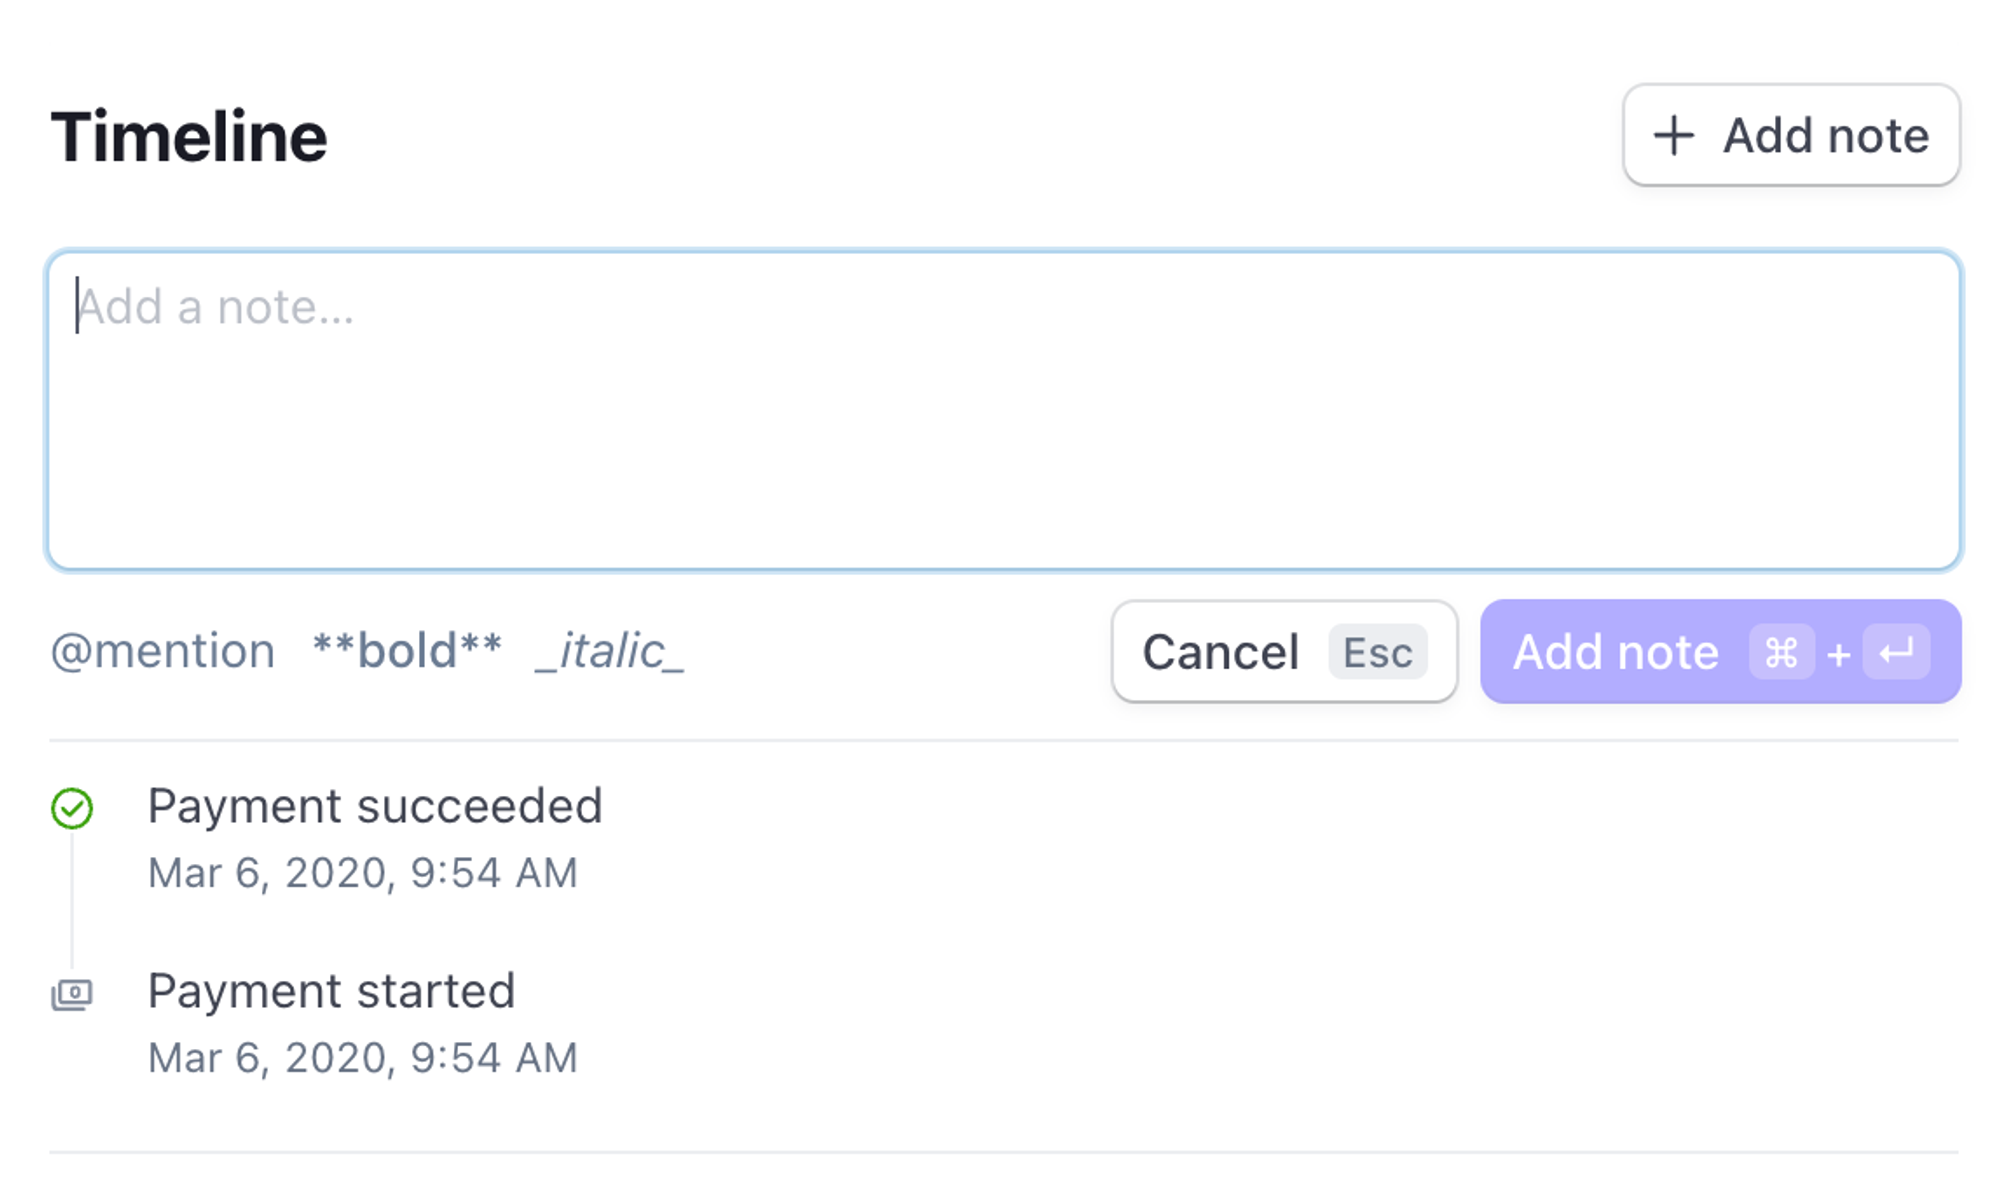 Timeline
+ Add note
Add a note...
@mention **bold** _italic_
Cancel Esc
Add note ⌘ + ↵
Payment succeeded
Mar 6, 2020, 9:54 AM
Payment started
Mar 6, 2020, 9:54 AM